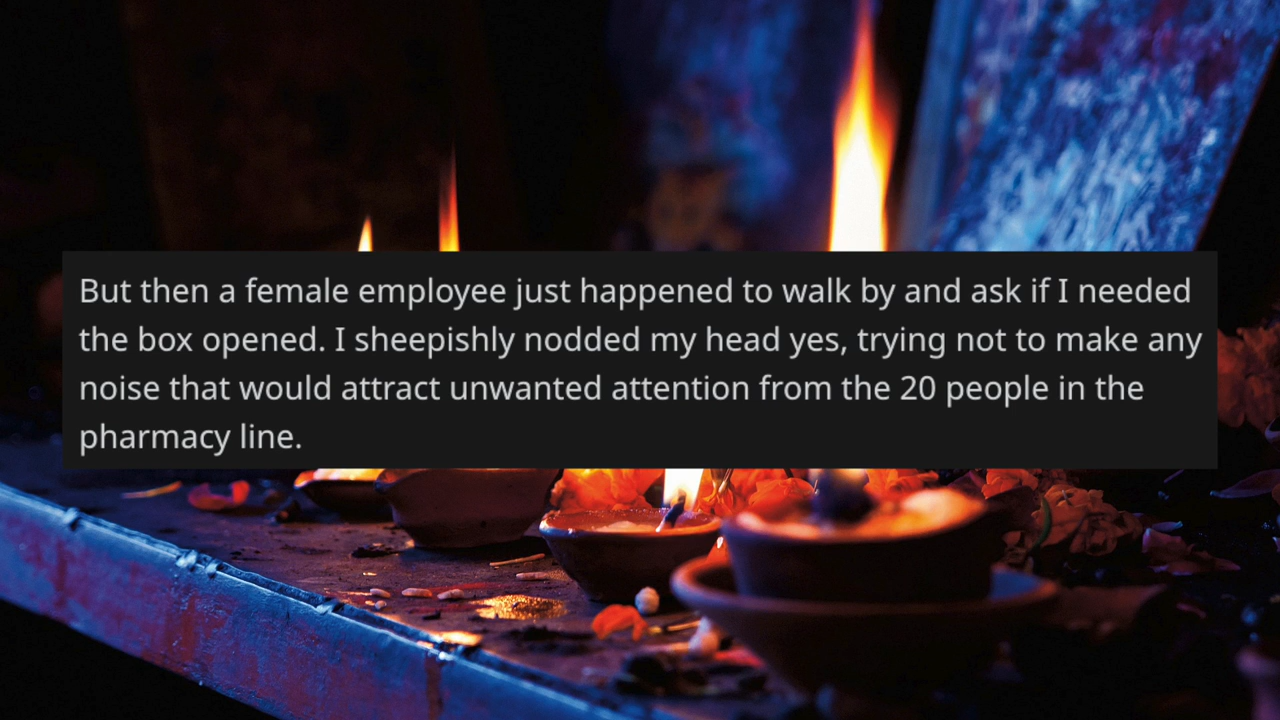 But then a female employee just happened to walk by and ask if I needed
the box opened. I sheepishly nodded my head yes, trying not to make any
noise that would attract unwanted attention from the 20 people in the
pharmacy line.